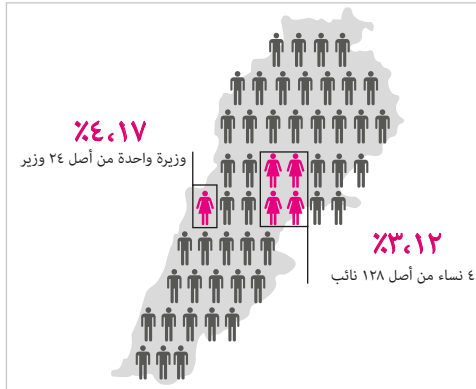 ٪٤،١٧
وزيرة واحدة من أصل ٢٤ وزير
٪٣،١٢
٤ نساء من أصل ١٢٨ نائب